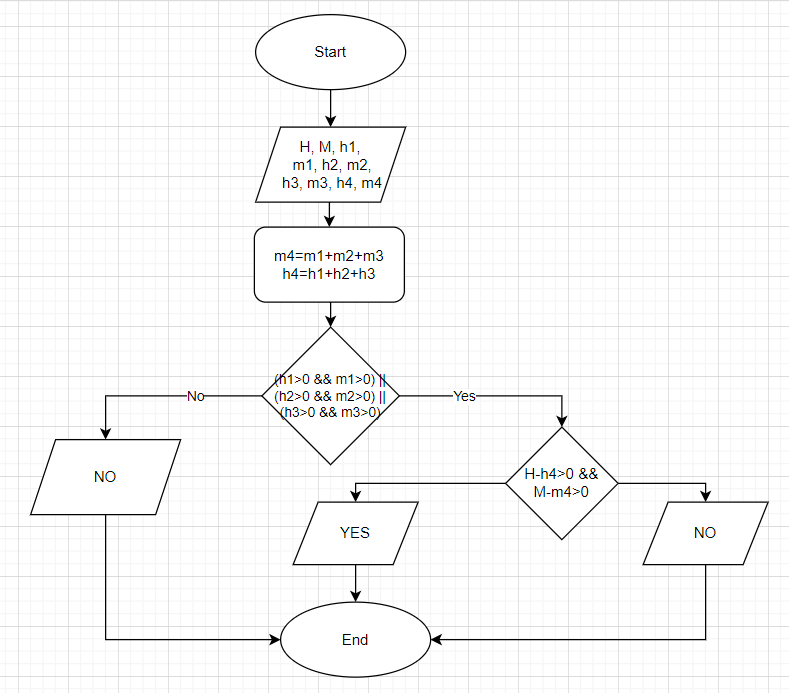 Start
H, M, h1,
m1, h2, m2,
h3, m3, h4, m4
m4=m1+m2+m3
h4=h1+h2+h3
(h1>0 && m1>0) ||
(h2>0 && m2>0) ||
(h3>0 && m3>0)
No
Yes
NO
H-h4>0 &&
M-m4>0
YES
NO
End